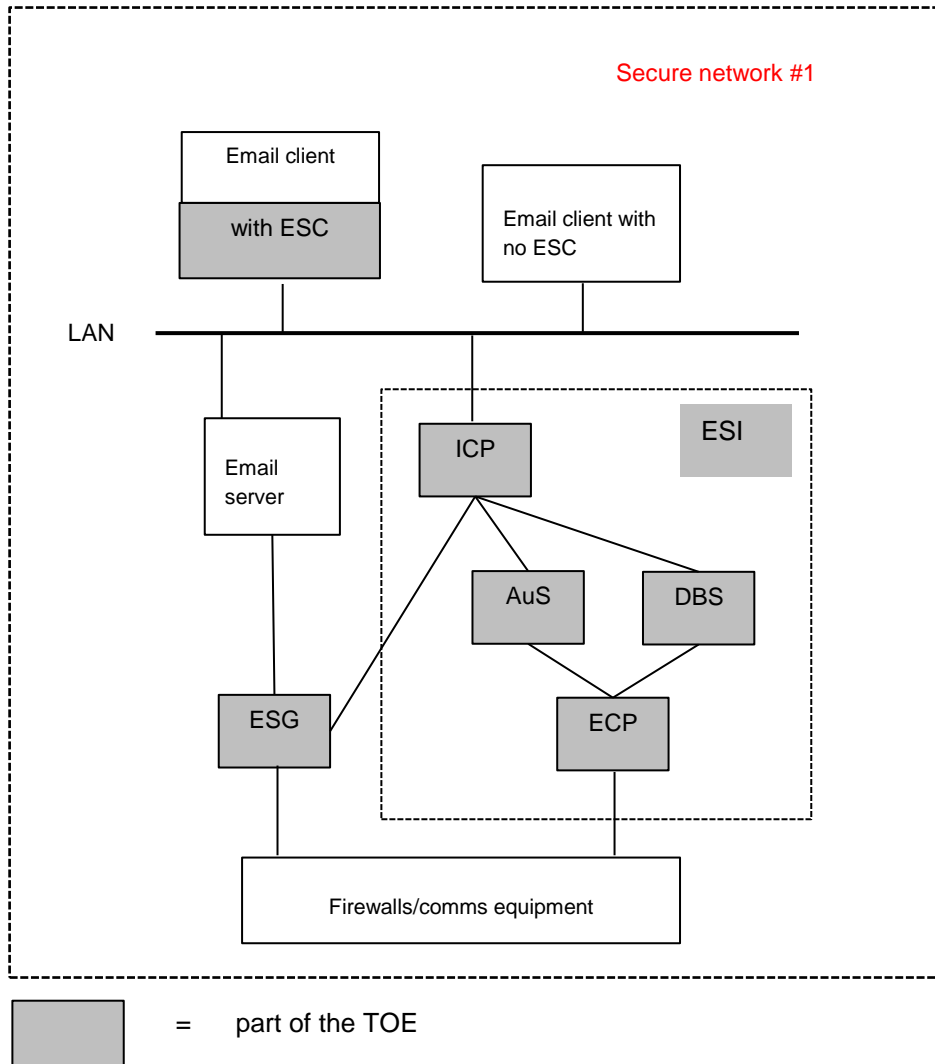 Secure network #1
Email client
with ESC
Email client with
no ESC
LAN
ESI
ICP
Email
server
AuS
DBS
ESG
ECP
Firewalls/comms equipment
= part of the TOE